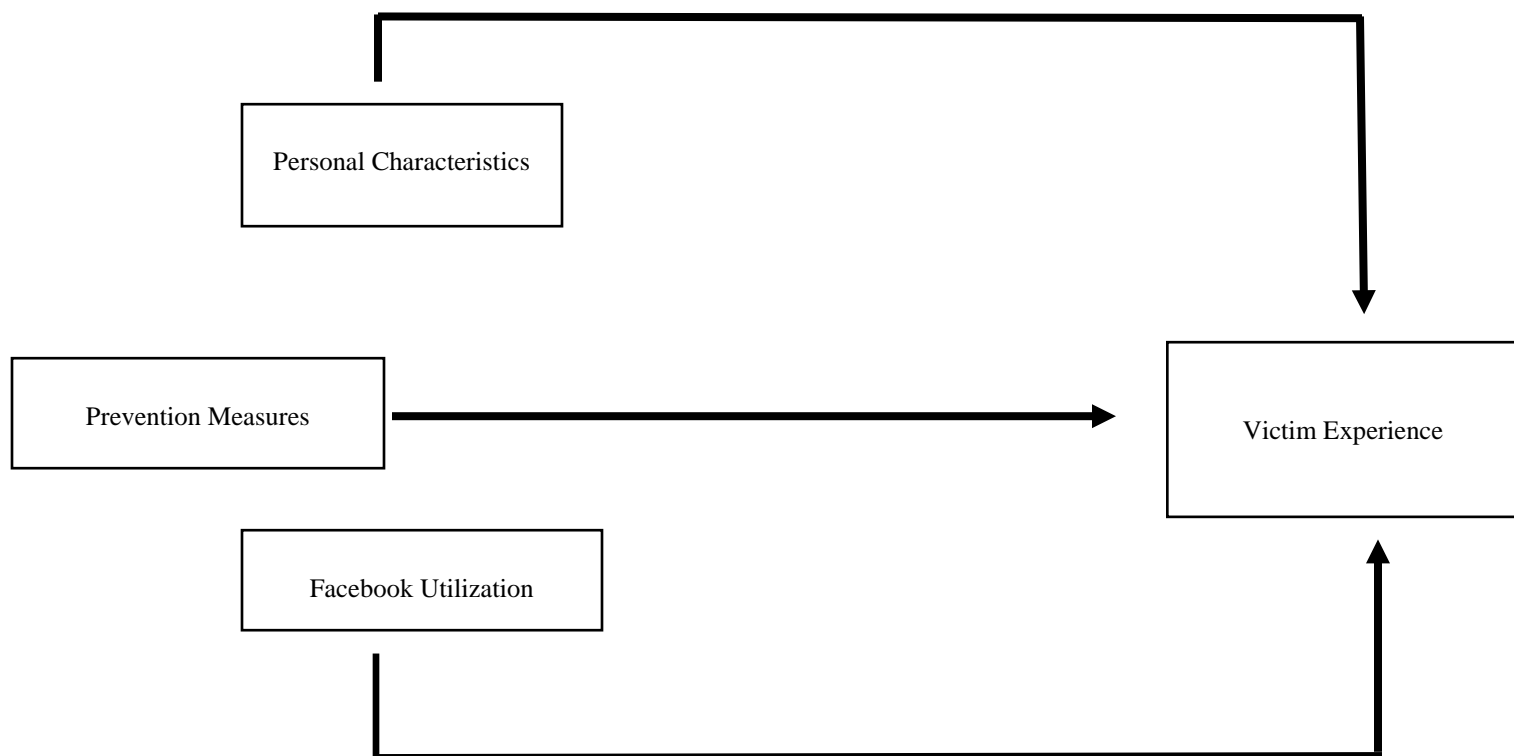 Personal Characteristics
Prevention Measures
Victim Experience
Facebook Utilization